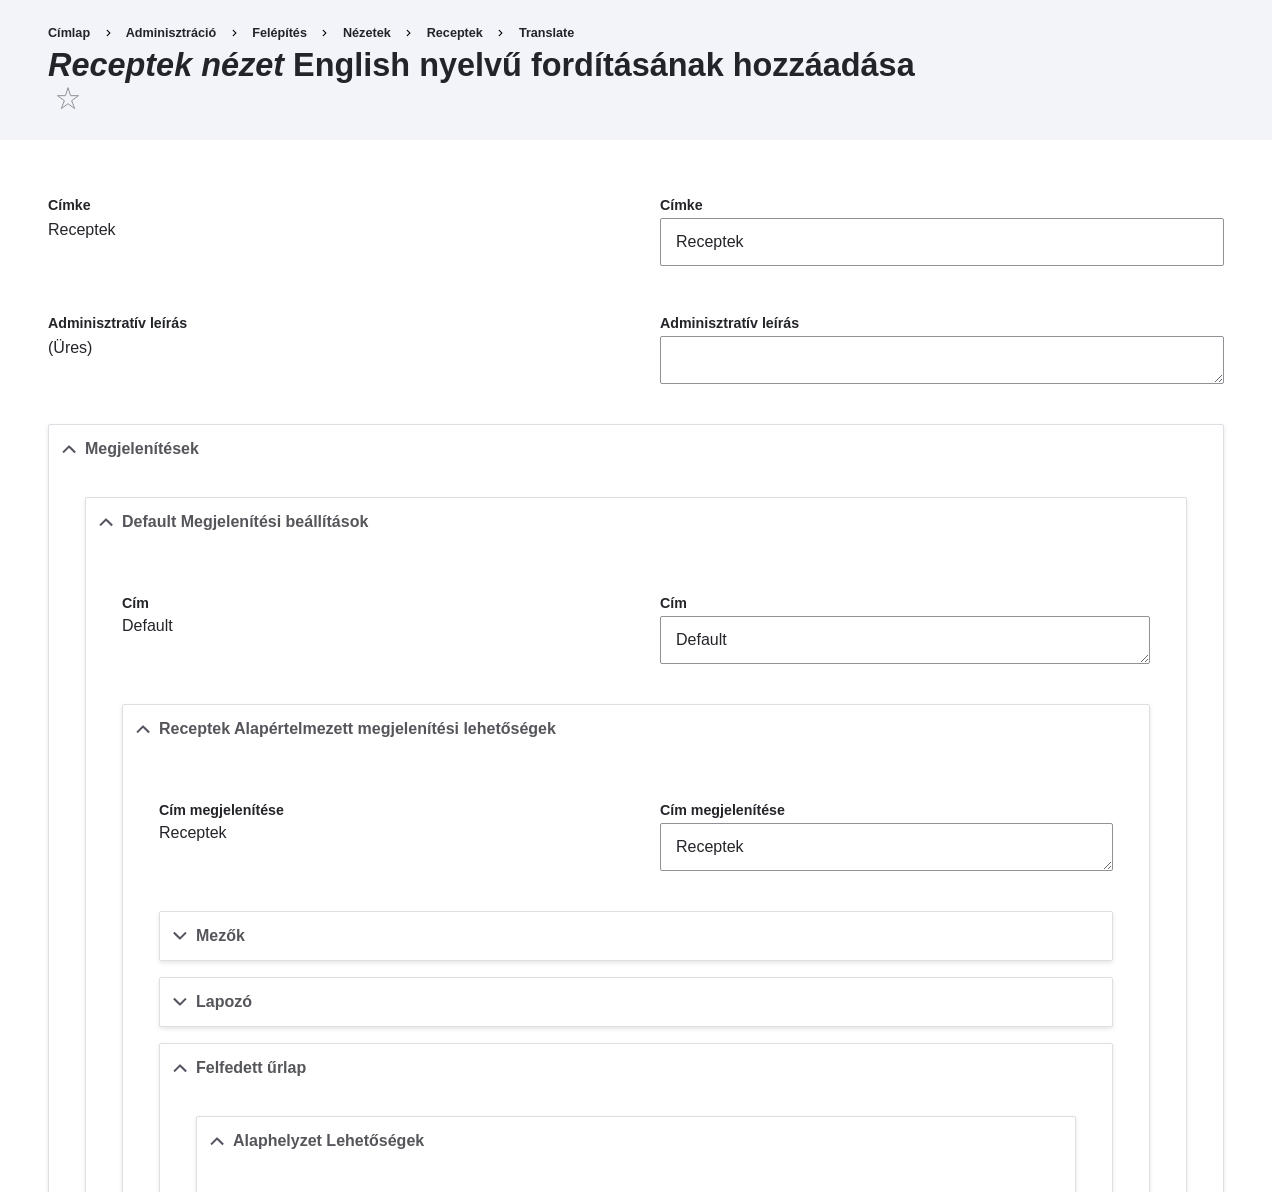 Címlap > Adminisztráció > Felépítés > Nézetek > Receptek > Translate
Receptek nézet English nyelvű fordításának hozzáadása
Címke Címke
Receptek Receptek
Adminisztratív leírás Adminisztratív leírás
(Üres)
Megjelenítések
Default Megjelenítési beállítások
Cím Cím
Default Default
Receptek Alapértelmezett megjelenítési lehetőségek
Cím megjelenítése Cím megjelenítése
Receptek Receptek
Mezők
Lapozó
Felfedett űrlap
Alaphelyzet Lehetőségek